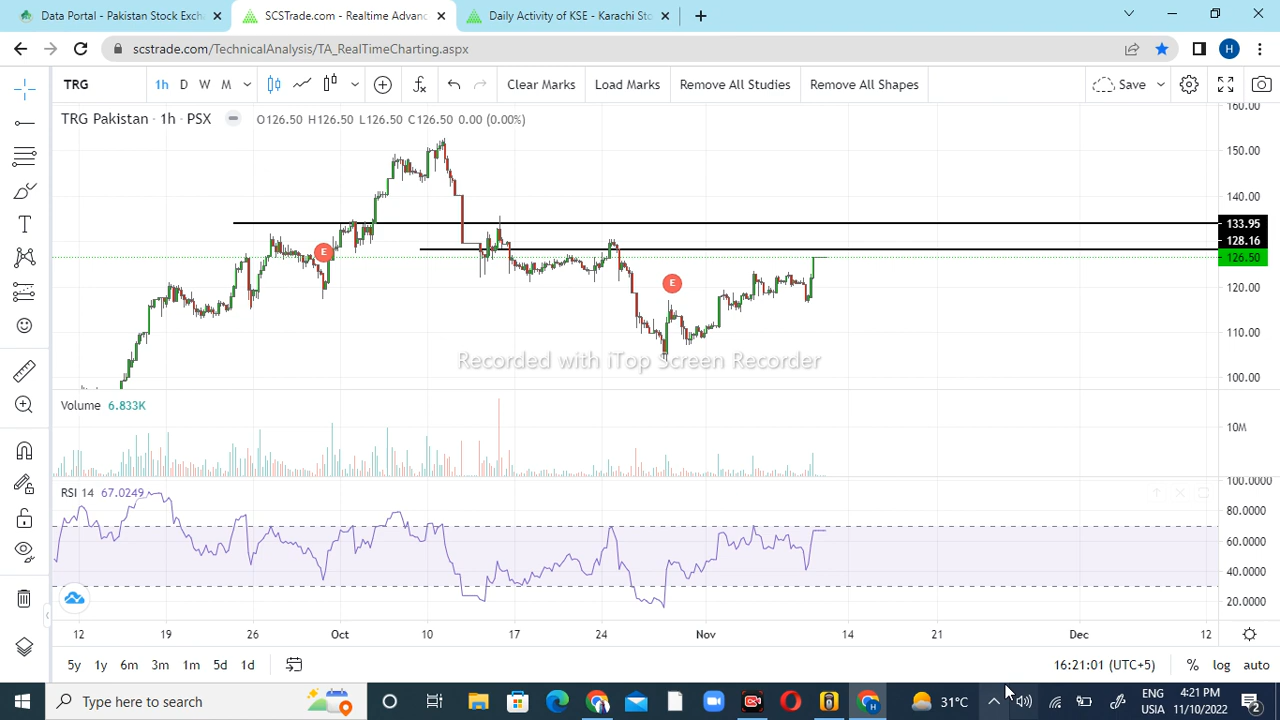 Data Portal - Pakistan Stock Exch
SCSTrade.com - Realtime Advanc
Daily Activity of KSE - Karachi Sto
scstrade.com/TechnicalAnalysis/TA_RealTimeCharting.aspx
H
TRG 1h D W M Clear Marks Load Marks Remove All Studies Remove All Shapes Save
TRG Pakistan · 1h · PSX O126.50 H126.50 L126.50 C126.50 0.00 (0.00%)
160.00
150.00
140.00
133.95
128.16
126.50
120.00
110.00
100.00
E
E
Recorded with iTop Screen Recorder
Volume 6.833K
10M
RSI 14 67.0249
100.0000
80.0000
60.0000
40.0000
20.0000
12 19 26 Oct 10 17 24 Nov 14 21 Dec 12
5y 1y 6m 3m 1m 5d 1d 16:21:01 (UTC+5) % log auto
Type here to search
31°C
ENG
USIA
4:21 PM
11/10/2022
2